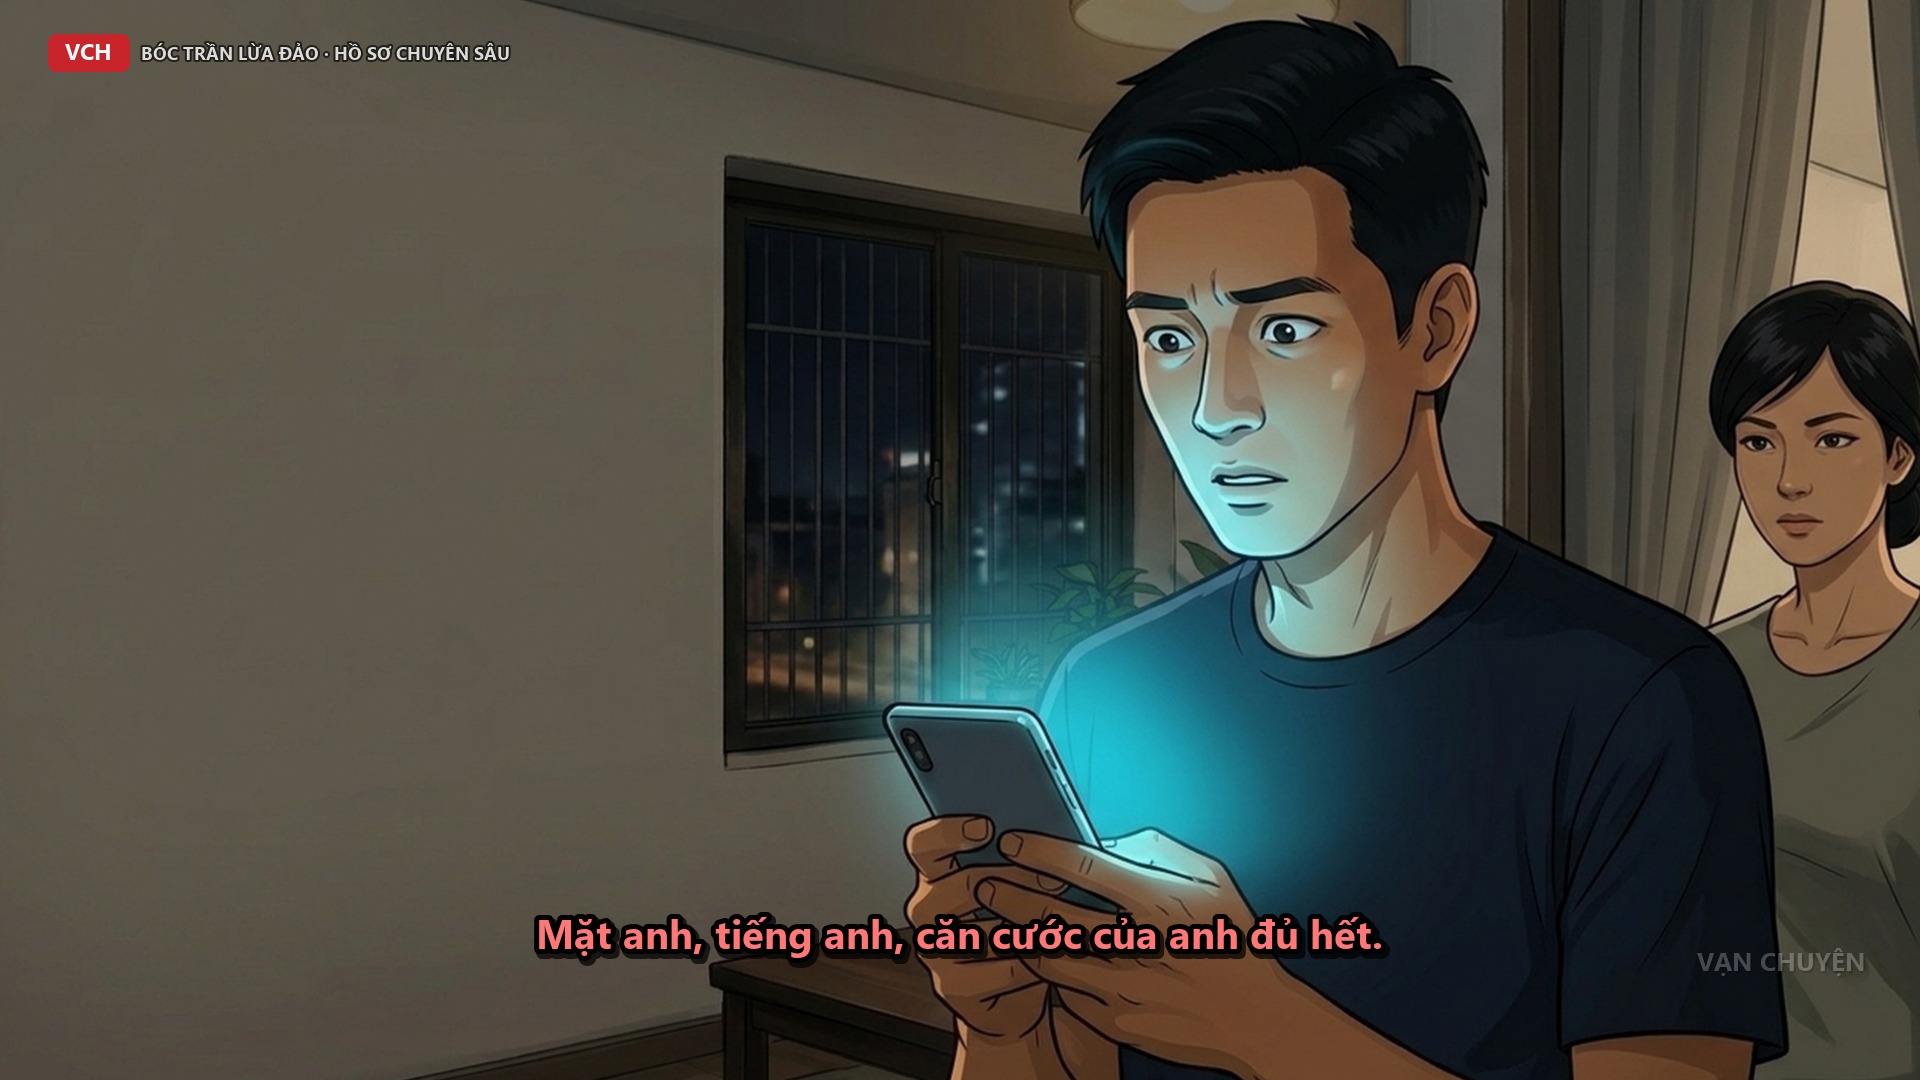 VCH BÓC TRẦN LỪA ĐẢO · HỒ SƠ CHUYÊN SÂU
Mặt anh, tiếng anh, căn cước của anh đủ hết.
VẠN CHUYỆN